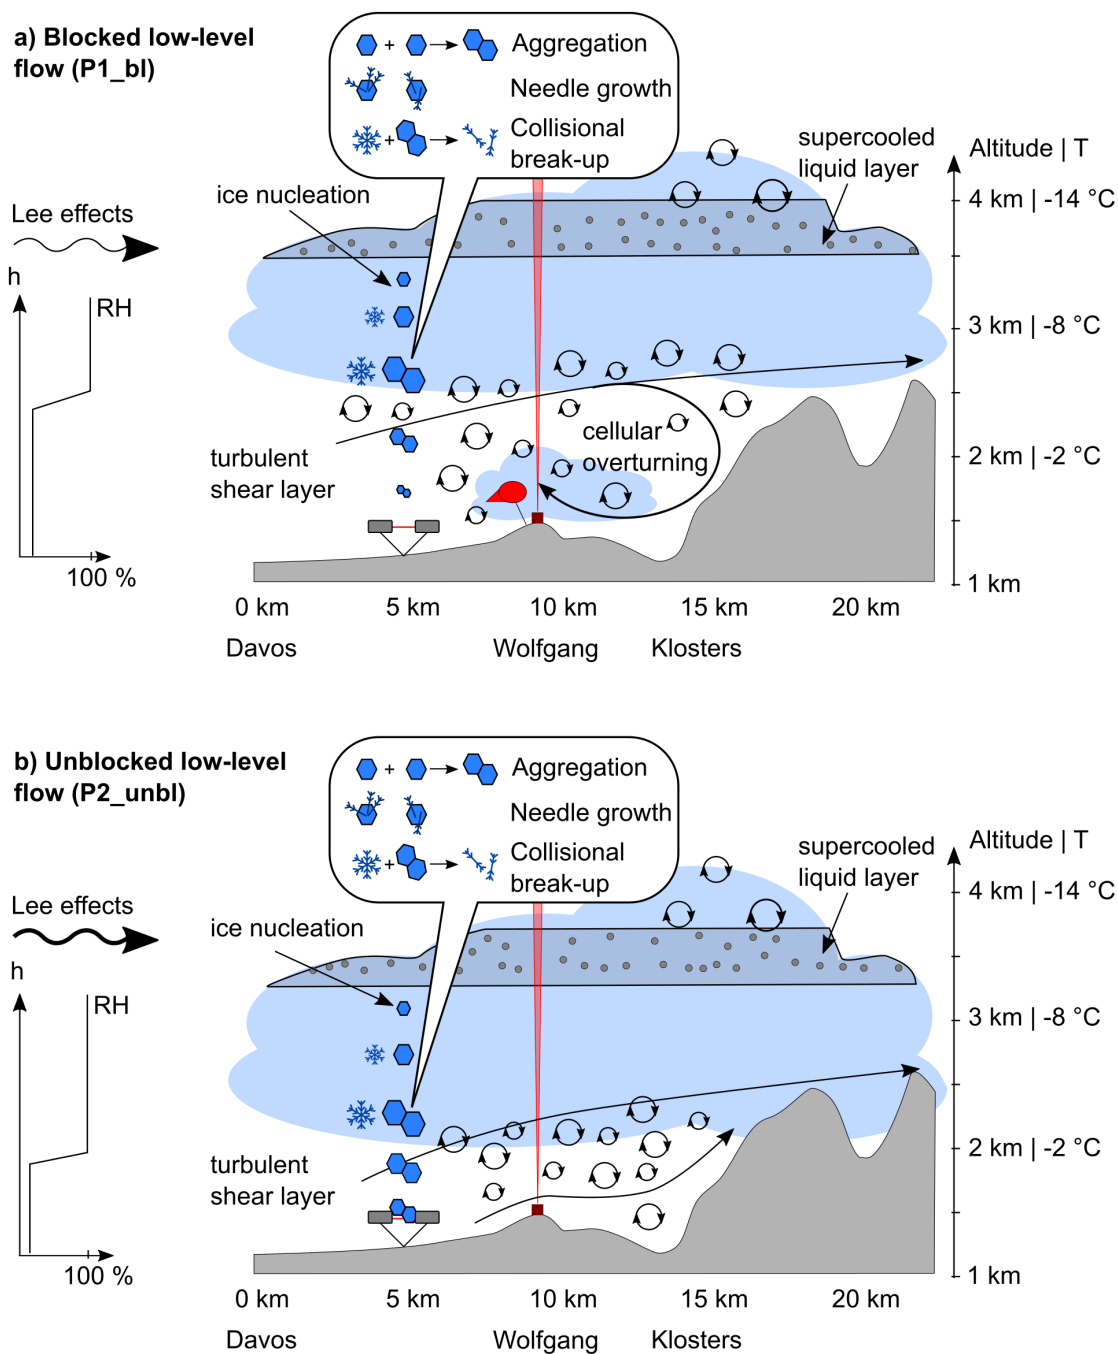 a) Blocked low-level
flow (P1_bl)
Aggregation
Needle growth
Collisional
break-up
supercooled
liquid layer
Altitude | T
ice nucleation
4 km | -14 °C
Lee effects
h
RH
3 km | -8 °C
cellular
overturning
turbulent
shear layer
2 km | -2 °C
100 %
1 km
0 km
5 km
10 km
15 km
20 km
Davos
Wolfgang
Klosters
b) Unblocked low-level
flow (P2_unbl)
Aggregation
Needle growth
Collisional
break-up
supercooled
liquid layer
Altitude | T
4 km | -14 °C
Lee effects
ice nucleation
h
RH
3 km | -8 °C
turbulent
shear layer
2 km | -2 °C
100 %
1 km
0 km
5 km
10 km
15 km
20 km
Davos
Wolfgang
Klosters